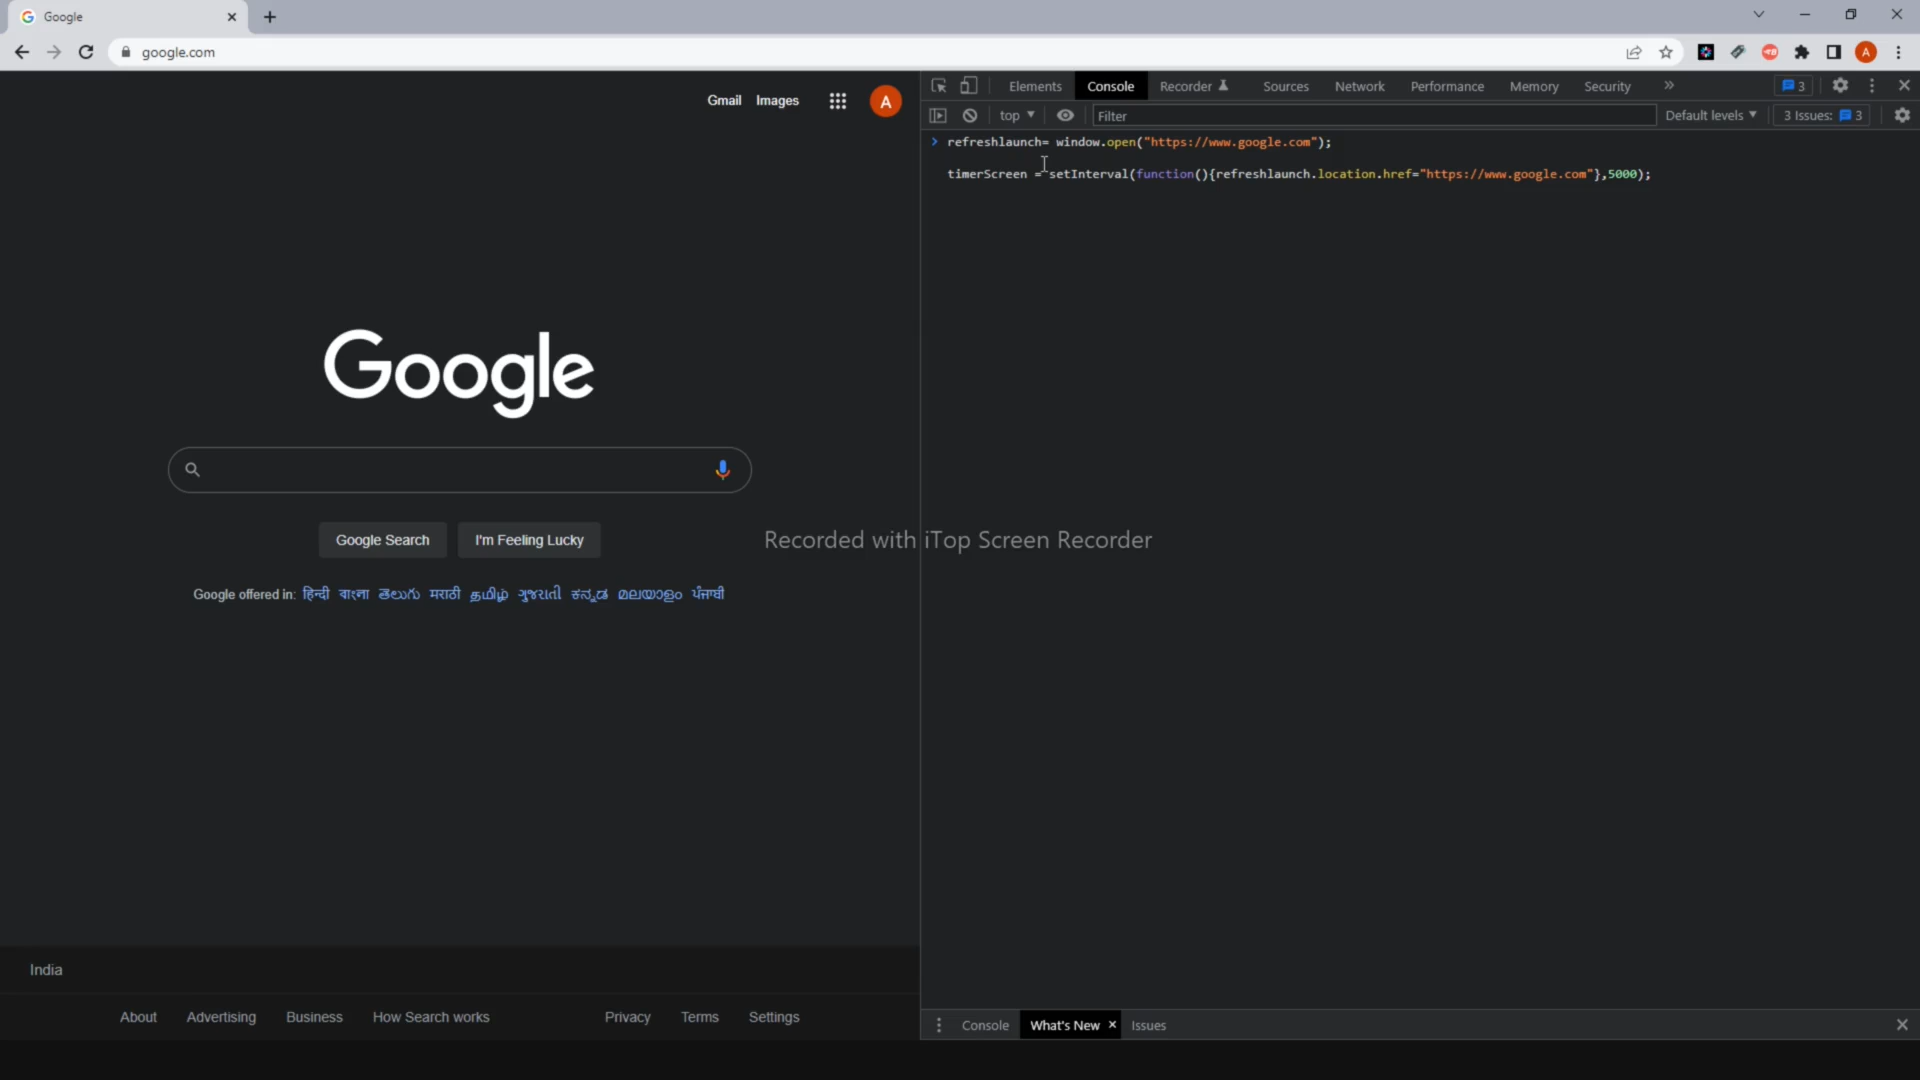 Google
google.com
A
Gmail Images A
Google
Google Search I'm Feeling Lucky
Google offered in: हिन्दी বাংলা తెలుగు मराठी தமிழ் ગુજરાતી ಕನ್ನಡ മലയാളം ਪੰਜਾਬੀ
India
About Advertising Business How Search works Privacy Terms Settings
Elements Console Recorder Sources Network Performance Memory Security » 3
top Filter Default levels 3 Issues: 3
> refreshlaunch= window.open("https://www.google.com");
timerScreen = setInterval(function(){refreshlaunch.location.href="https://www.google.com"},5000);
Recorded with iTop Screen Recorder
Console What's New Issues